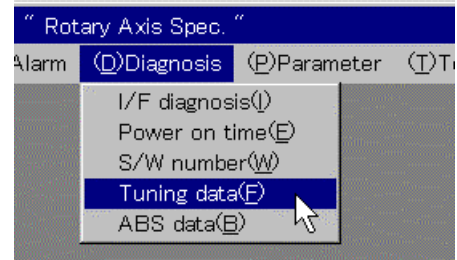 " Rotary Axis Spec. "
Alarm (D)Diagnosis (P)Parameter (T)T
I/F diagnosis(I)
Power on time(E)
S/W number(W)
Tuning data(F)
ABS data(B)